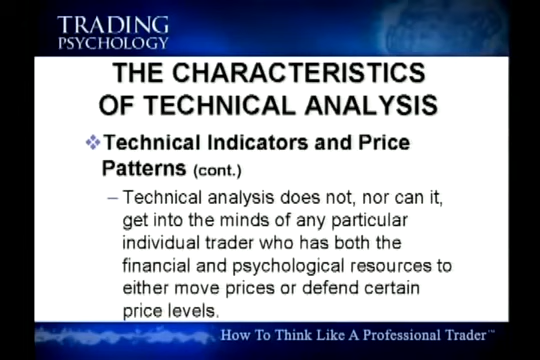 TRADING
PSYCHOLOGY
THE CHARACTERISTICS
OF TECHNICAL ANALYSIS
❖Technical Indicators and Price
Patterns (cont.)
– Technical analysis does not, nor can it,
get into the minds of any particular
individual trader who has both the
financial and psychological resources to
either move prices or defend certain
price levels.
How To Think Like A Professional Trader™